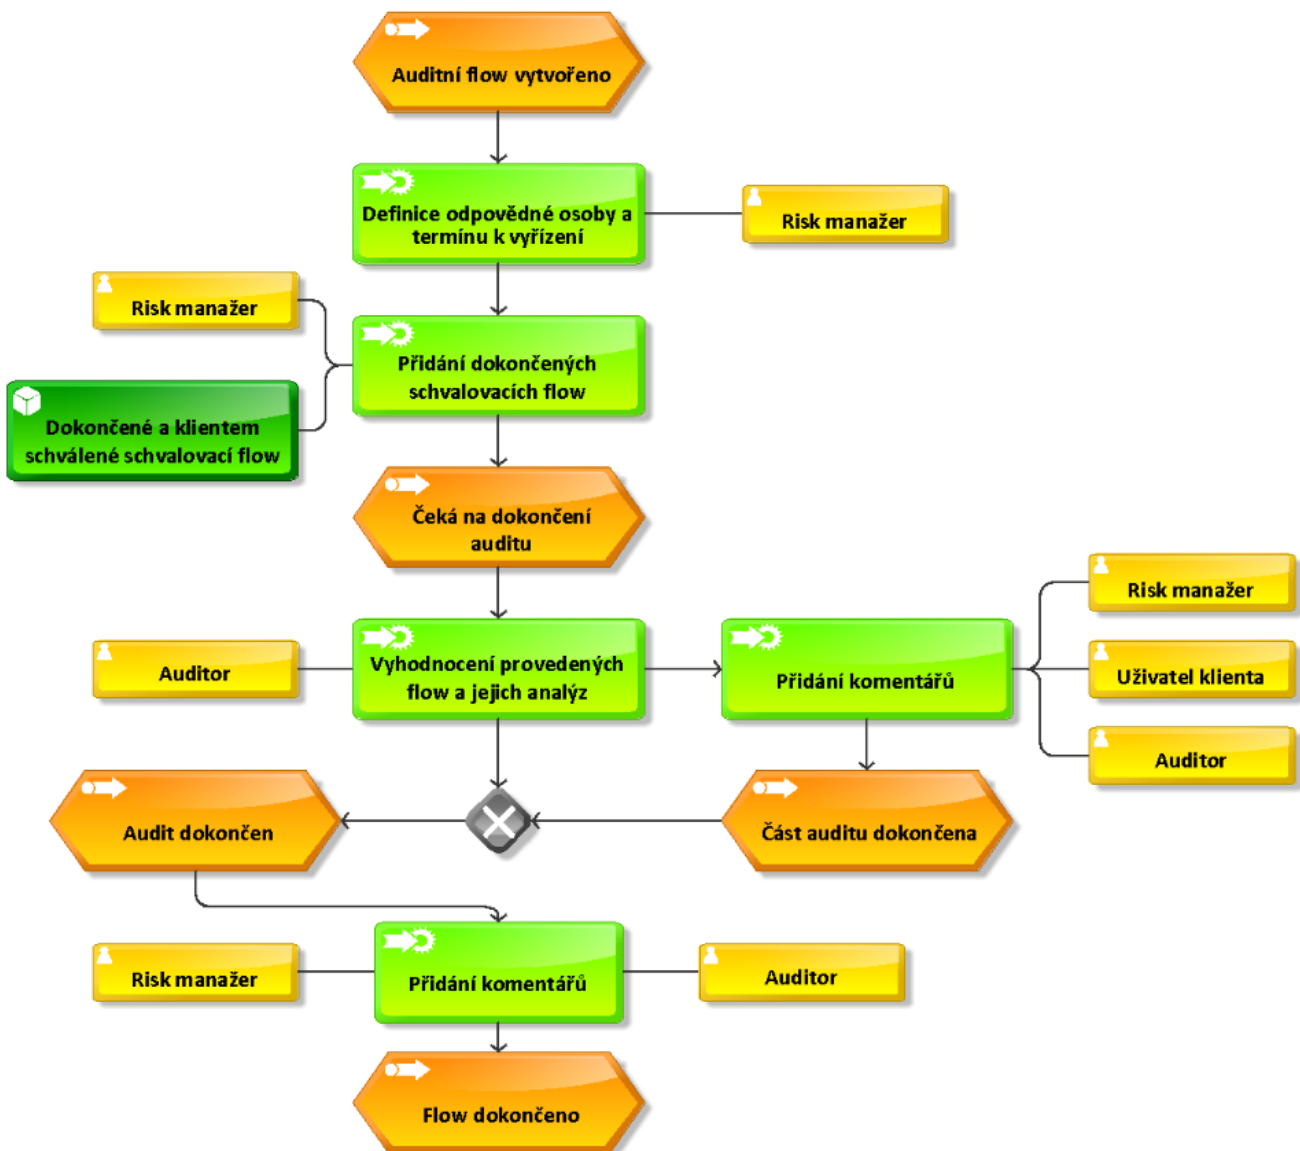 Auditní flow vytvořeno
Definice odpovědné osoby a
termínu k vyřízení
Risk manažer
Risk manažer
Přidání dokončených
schvalovacích flow
Dokončené a klientem
schválené schvalovací flow
Čeká na dokončení
auditu
Risk manažer
Auditor
Vyhodnocení provedených
flow a jejich analýz
Přidání komentářů
Uživatel klienta
Auditor
Audit dokončen
Část auditu dokončena
Risk manažer
Přidání komentářů
Auditor
Flow dokončeno